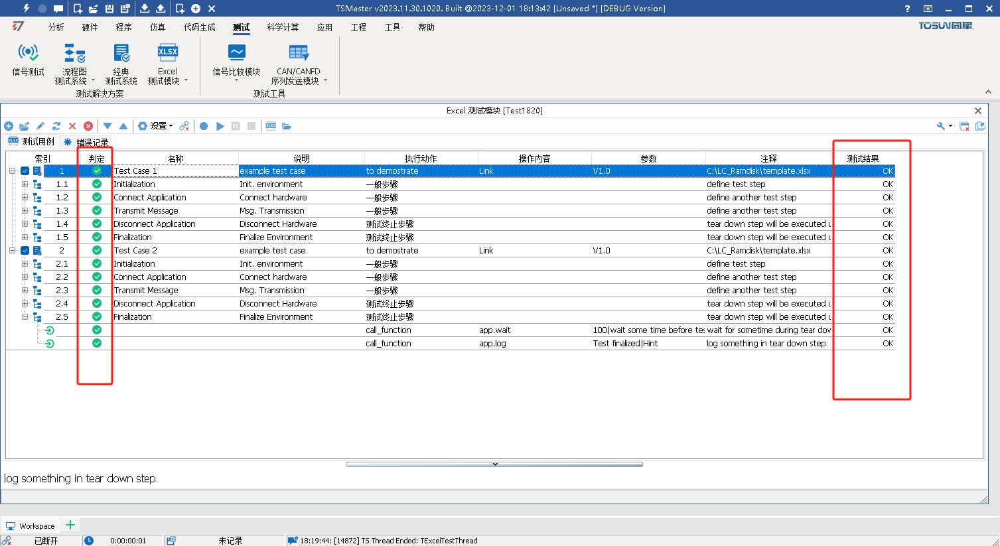 TSMaster v2023.11.30.1020. Built @2023-12-01 18:13:42 [Unsaved *] [DEBUG Version]
分析 硬件 程序 仿真 代码生成 测试 科学计算 应用 工程 工具 帮助
TOSUN同星
信号测试
流程图
测试系统
经典
测试系统
XLSX
Excel
测试模块
信号比较模块
CAN/CANFD
序列发送模块
测试解决方案
测试工具
Excel 测试模块 [Test1820]
设置
XLSX
XLSX 测试用例 错误记录
索引 判定 名称 说明 执行动作 操作内容 参数 注释 测试结果
1 Test Case 1 example test case to demostrate Link V1.0 C:\LC_Ramdisk\template.xlsx OK
1.1 Initialization Init. environment 一般步骤 define test step OK
1.2 Connect Application Connect hardware 一般步骤 define another test step OK
1.3 Transmit Message Msg. Transmission 一般步骤 define another test step OK
1.4 Disconnect Application Disconnect Hardware 测试终止步骤 tear down step will be executed u OK
1.5 Finalization Finalize Environment 测试终止步骤 tear down step will be executed u OK
2 Test Case 2 example test case to demostrate Link V1.0 C:\LC_Ramdisk\template.xlsx OK
2.1 Initialization Init. environment 一般步骤 define test step OK
2.2 Connect Application Connect hardware 一般步骤 define another test step OK
2.3 Transmit Message Msg. Transmission 一般步骤 define another test step OK
2.4 Disconnect Application Disconnect Hardware 测试终止步骤 tear down step will be executed u OK
2.5 Finalization Finalize Environment 测试终止步骤 tear down step will be executed u OK
call_function app.wait 100|wait some time before tes wait for sometime during tear dov OK
call_function app.log Test finalized|Hint log something in tear down step OK
log something in tear down step
Workspace
已断开 0:00:00:01 未记录 18:19:44: [14872] TS Thread Ended: TExcelTestThread